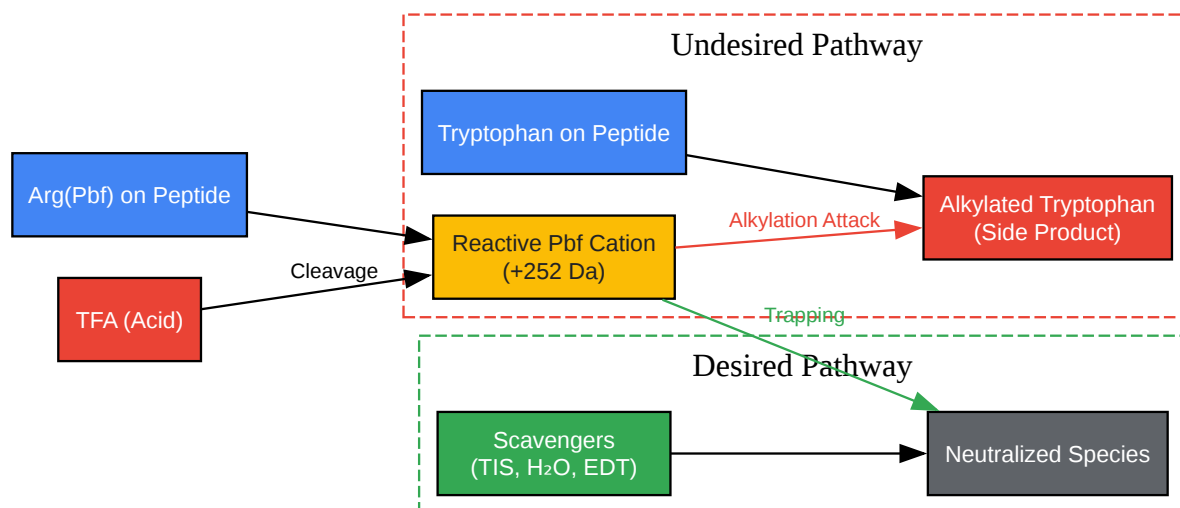 Undesired Pathway
Tryptophan on Peptide
Arg(Pbf) on Peptide
Alkylated Tryptophan
(Side Product)
Alkylation Attack
Reactive Pbf Cation
(+252 Da)
Cleavage
TFA (Acid)
Trapping
Desired Pathway
Scavengers
(TIS, H₂O, EDT)
Neutralized Species